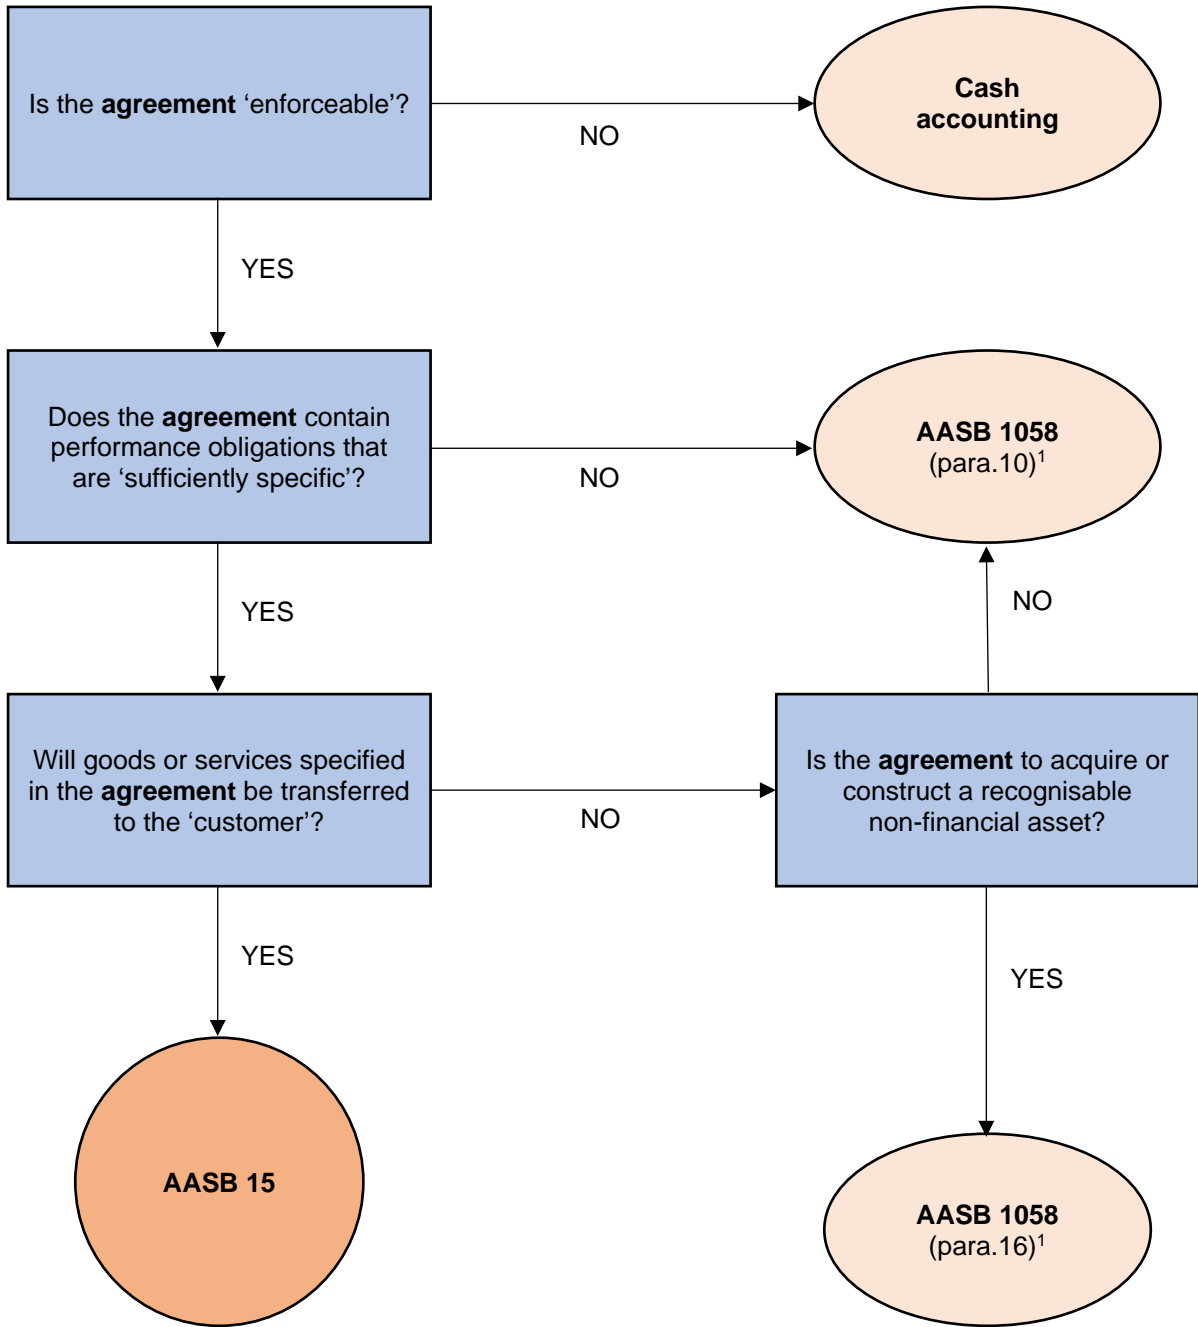 Is the agreement ‘enforceable’?
NO
Cash
accounting
YES
Does the agreement contain
performance obligations that
are ‘sufficiently specific’?
NO
AASB 1058
(para.10)¹
YES
NO
Will goods or services specified
in the agreement be transferred
to the ‘customer’?
NO
Is the agreement to acquire or
construct a recognisable
non-financial asset?
YES
YES
AASB 15
AASB 1058
(para.16)¹